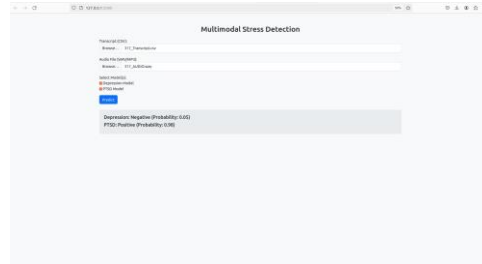 Multimodal Stress Detection
Transcript (CSV):
Browse...
Audio File (WAV/MP3):
Browse...
Select Model(s):
Depression Model
PTSD Model
Predict
Depression: Negative (Probability: 0.05)
PTSD: Positive (Probability: 0.98)